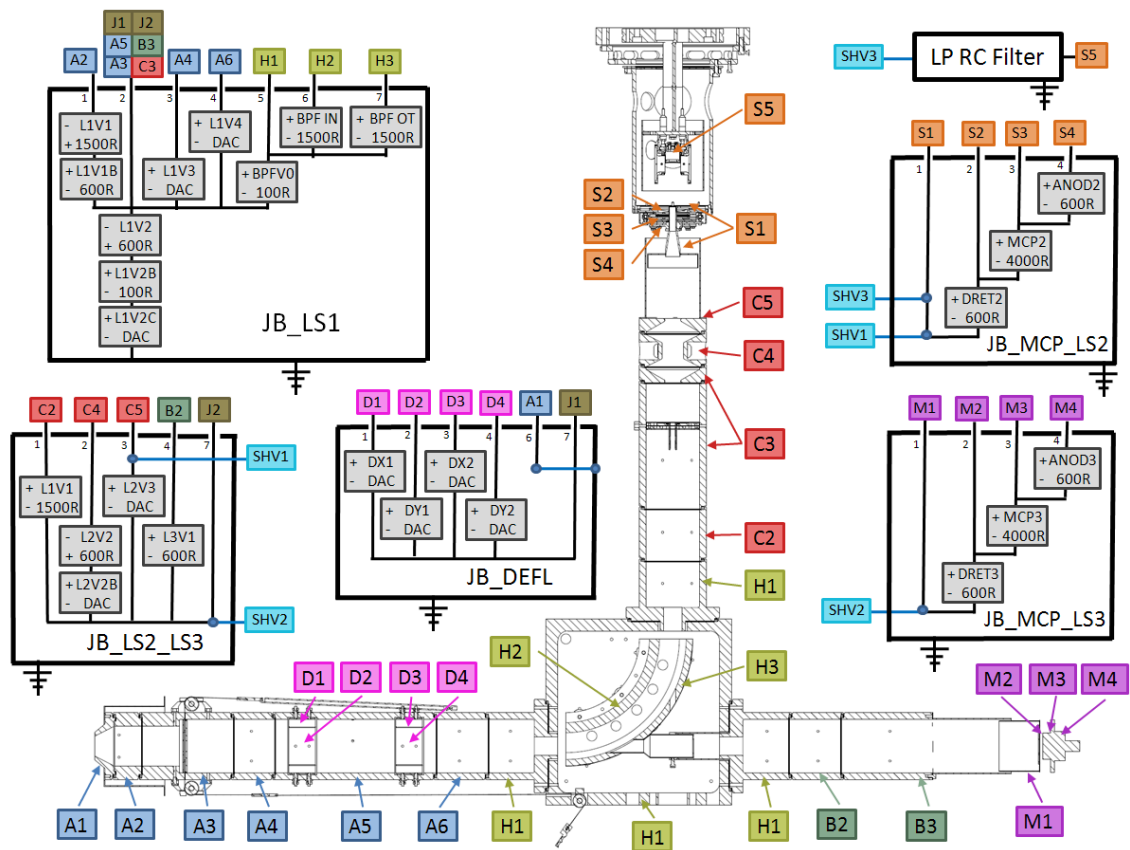 J1 J2
A5 B3
A2 A3 C3 A4 A6 H1 H2 H3
1 2 3 4 5 6 7
- L1V1
+ 1500R
+ L1V1B
- 600R
- L1V2
+ 600R
+ L1V2B
- 100R
+ L1V2C
- DAC
+ L1V3
- DAC
+ L1V4
- DAC
+ BPFV0
- 100R
+ BPF IN
- 1500R
+ BPF OT
- 1500R
JB_LS1
SHV3 LP RC Filter S5
S1 S2 S3 S4
1 2 3 4
+ ANOD2
- 600R
+ MCP2
- 4000R
+ DRET2
- 600R
SHV3
SHV1
JB_MCP_LS2
C2 C4 C5 B2 J2
1 2 3 4 7
+ L1V1
- 1500R
- L2V2
+ 600R
+ L2V2B
- DAC
+ L2V3
- DAC
+ L3V1
- 600R
SHV1
SHV2
JB_LS2_LS3
D1 D2 D3 D4 A1 J1
1 2 3 4 6 7
+ DX1
- DAC
+ DY1
- DAC
+ DX2
- DAC
+ DY2
- DAC
JB_DEFL
M1 M2 M3 M4
1 2 3 4
+ ANOD3
- 600R
+ MCP3
- 4000R
+ DRET3
- 600R
SHV2
JB_MCP_LS3
S5
S2
S3
S1
S4
C5
C4
C3
C2
H1
H2
H3
D1 D2 D3 D4
M2 M3 M4
A1 A2 A3 A4 A5 A6 H1 H1 H1 B2 B3 M1